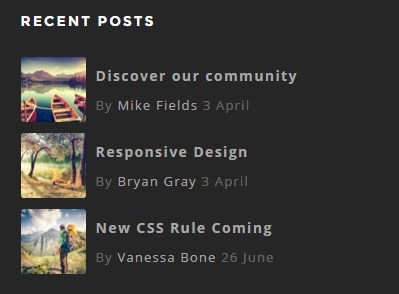 RECENT POSTS
Discover our community
By Mike Fields 3 April
Responsive Design
By Bryan Gray 3 April
New CSS Rule Coming
By Vanessa Bone 26 June